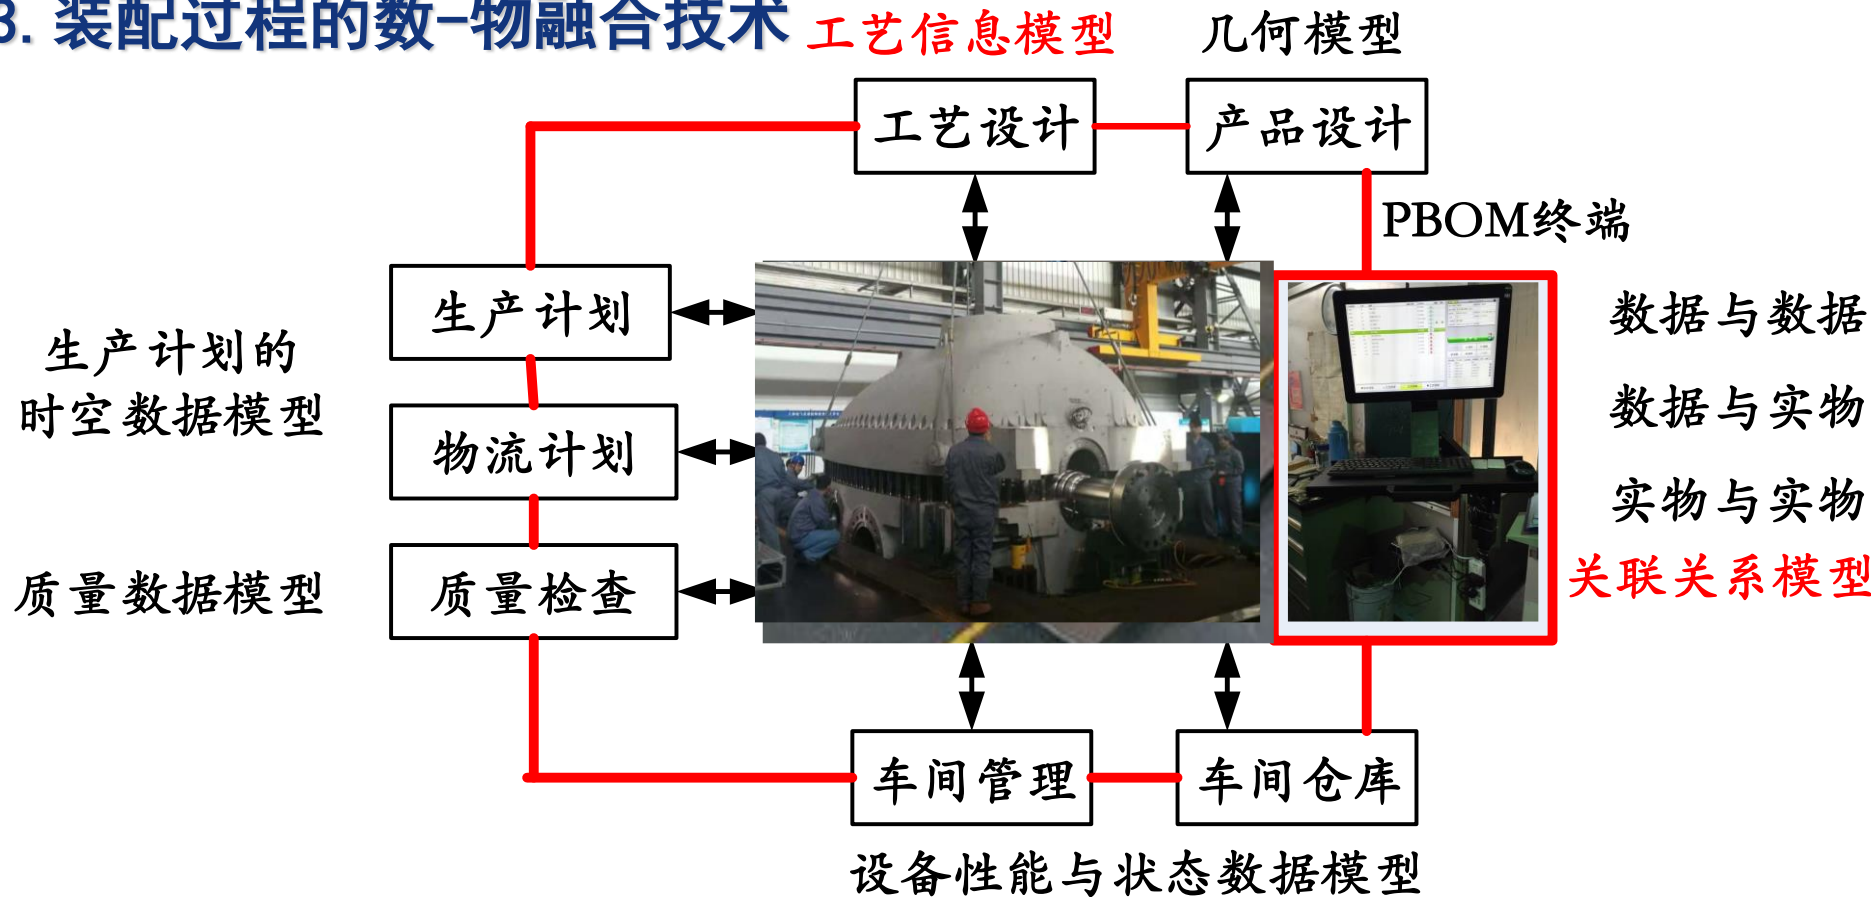 3. 装配过程的数-物融合技术
工艺信息模型
几何模型
工艺设计
产品设计
PBOM终端
生产计划
生产计划的
时空数据模型
物流计划
质量数据模型
质量检查
数据与数据
数据与实物
实物与实物
关联关系模型
车间管理
车间仓库
设备性能与状态数据模型